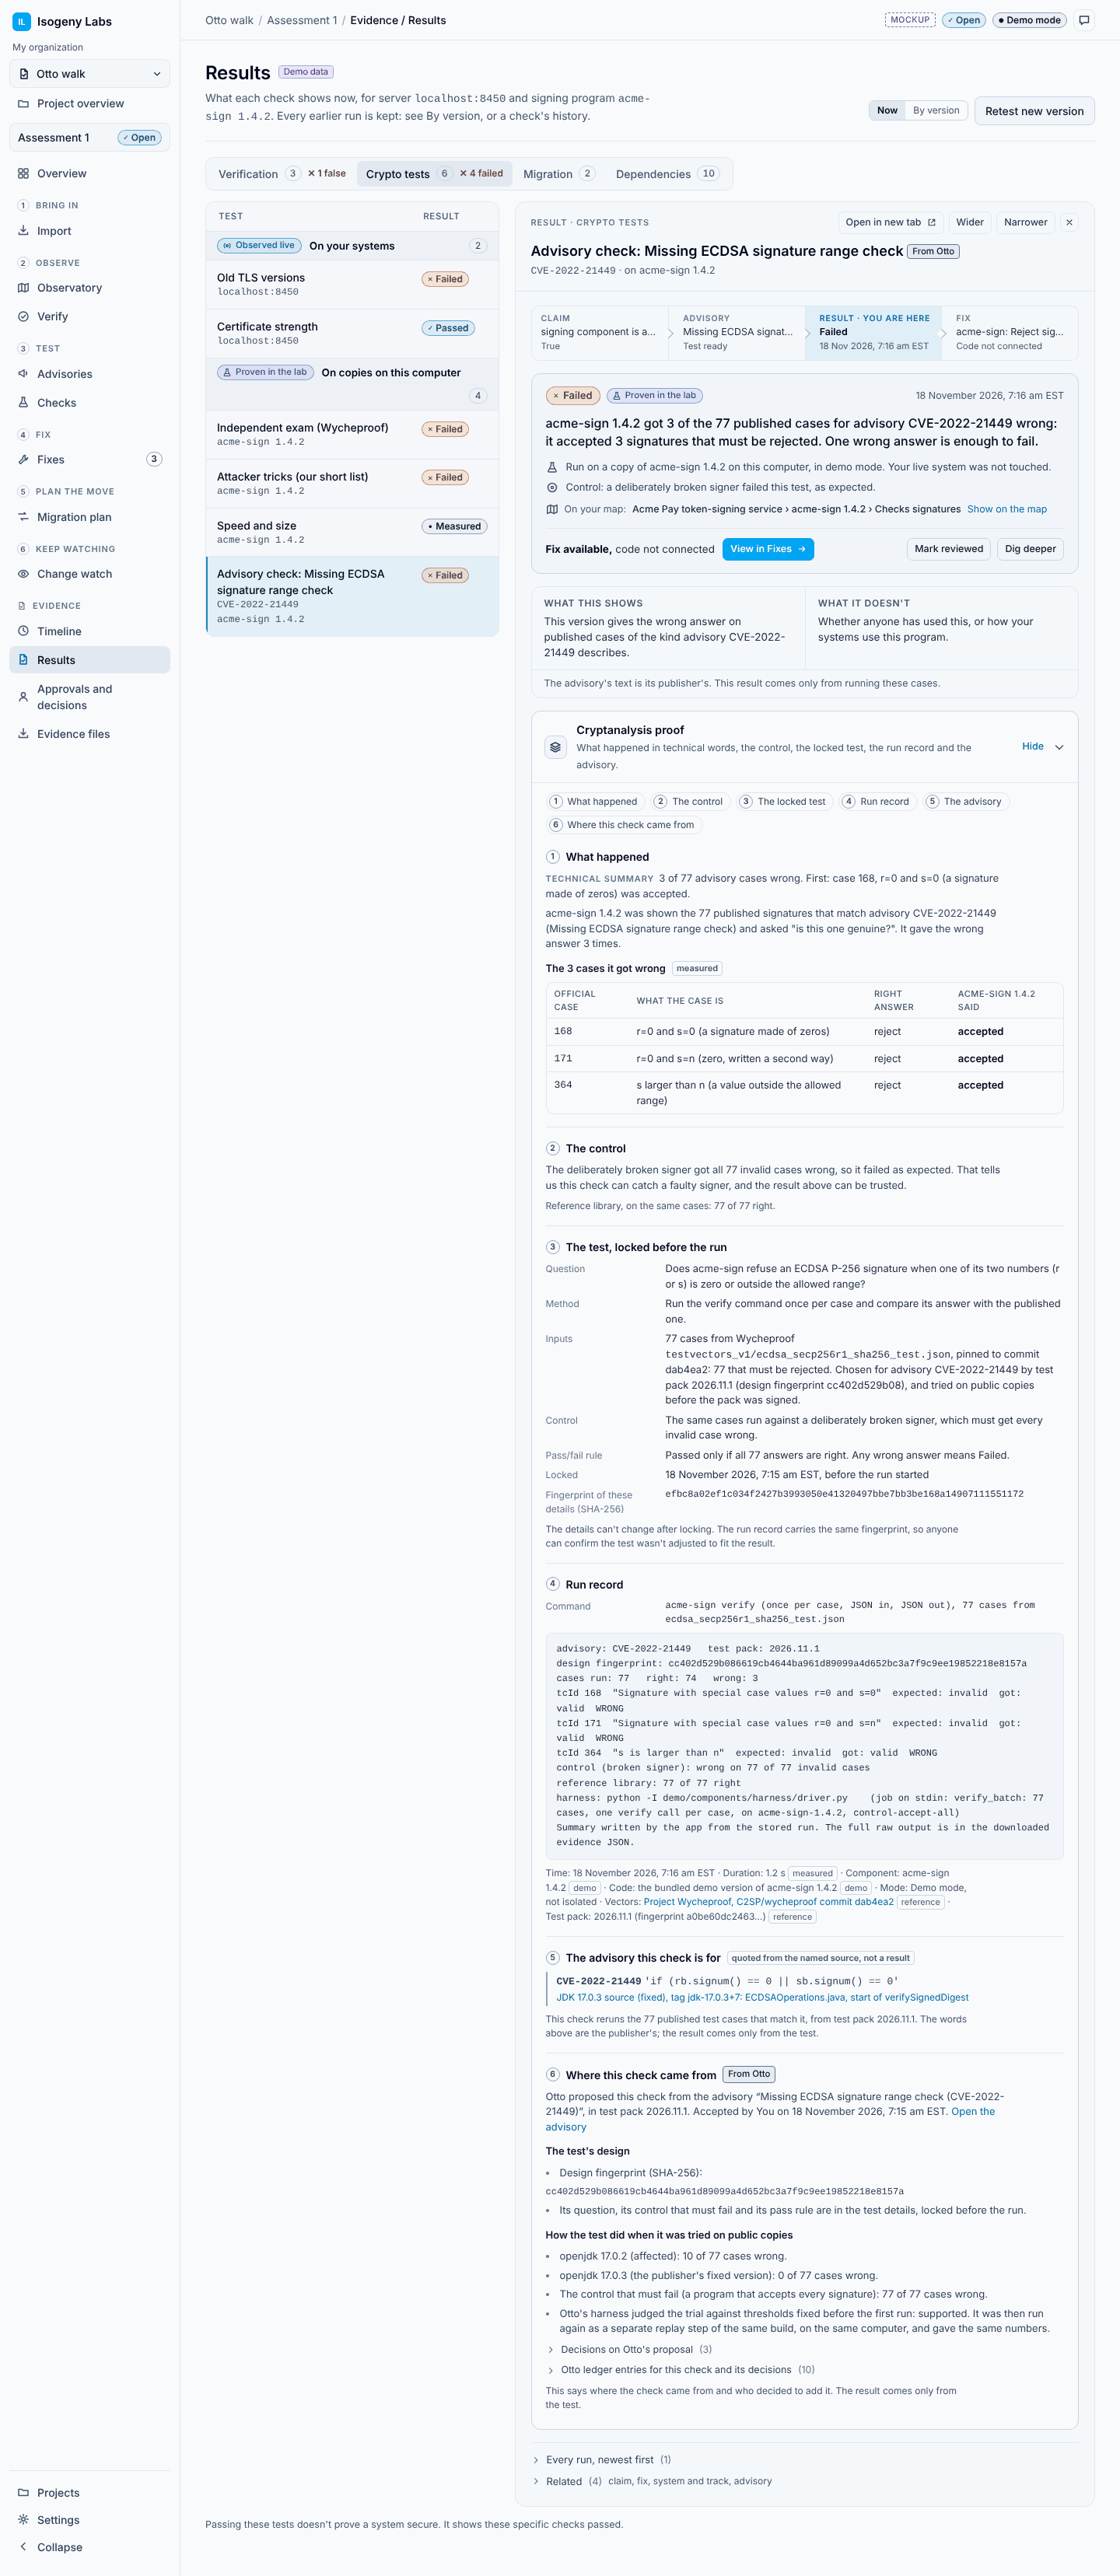 IL Isogeny Labs
My organization
Otto walk
Project overview
Assessment 1 ✓ Open
Overview
1 BRING IN
Import
2 OBSERVE
Observatory
Verify
3 TEST
Advisories
Checks
4 FIX
Fixes 3
5 PLAN THE MOVE
Migration plan
6 KEEP WATCHING
Change watch
EVIDENCE
Timeline
Results
Approvals and
decisions
Evidence files
Projects
Settings
Collapse
Otto walk / Assessment 1 / Evidence / Results
MOCKUP ✓ Open ● Demo mode
Results Demo data
What each check shows now, for server localhost:8450 and signing program acme-
sign 1.4.2. Every earlier run is kept: see By version, or a check's history.
Now By version Retest new version
Verification 3 ✕ 1 false Crypto tests 6 ✕ 4 failed Migration 2 Dependencies 10
TEST RESULT
Observed live On your systems 2
Old TLS versions × Failed
localhost:8450
Certificate strength ✓ Passed
localhost:8450
Proven in the lab On copies on this computer
4
Independent exam (Wycheproof) × Failed
acme-sign 1.4.2
Attacker tricks (our short list) × Failed
acme-sign 1.4.2
Speed and size • Measured
acme-sign 1.4.2
Advisory check: Missing ECDSA × Failed
signature range check
CVE-2022-21449
acme-sign 1.4.2
RESULT · CRYPTO TESTS Open in new tab Wider Narrower ✕
Advisory check: Missing ECDSA signature range check From Otto
CVE-2022-21449 · on acme-sign 1.4.2
CLAIM
signing component is a...
True
ADVISORY
Missing ECDSA signat...
Test ready
RESULT · YOU ARE HERE
Failed
18 Nov 2026, 7:16 am EST
FIX
acme-sign: Reject sig...
Code not connected
× Failed Proven in the lab 18 November 2026, 7:16 am EST
acme-sign 1.4.2 got 3 of the 77 published cases for advisory CVE-2022-21449 wrong:
it accepted 3 signatures that must be rejected. One wrong answer is enough to fail.
Run on a copy of acme-sign 1.4.2 on this computer, in demo mode. Your live system was not touched.
Control: a deliberately broken signer failed this test, as expected.
On your map: Acme Pay token-signing service › acme-sign 1.4.2 › Checks signatures Show on the map
Fix available, code not connected View in Fixes → Mark reviewed Dig deeper
WHAT THIS SHOWS
This version gives the wrong answer on
published cases of the kind advisory CVE-2022-
21449 describes.
WHAT IT DOESN'T
Whether anyone has used this, or how your
systems use this program.
The advisory's text is its publisher's. This result comes only from running these cases.
Cryptanalysis proof
What happened in technical words, the control, the locked test, the run record and the
advisory.
Hide
1 What happened 2 The control 3 The locked test 4 Run record 5 The advisory
6 Where this check came from
1 What happened
TECHNICAL SUMMARY 3 of 77 advisory cases wrong. First: case 168, r=0 and s=0 (a signature
made of zeros) was accepted.
acme-sign 1.4.2 was shown the 77 published signatures that match advisory CVE-2022-21449
(Missing ECDSA signature range check) and asked "is this one genuine?". It gave the wrong
answer 3 times.
The 3 cases it got wrong measured
OFFICIAL CASE WHAT THE CASE IS RIGHT ANSWER ACME-SIGN 1.4.2 SAID
168 r=0 and s=0 (a signature made of zeros) reject accepted
171 r=0 and s=n (zero, written a second way) reject accepted
364 s larger than n (a value outside the allowed range) reject accepted
2 The control
The deliberately broken signer got all 77 invalid cases wrong, so it failed as expected. That tells
us this check can catch a faulty signer, and the result above can be trusted.
Reference library, on the same cases: 77 of 77 right.
3 The test, locked before the run
Question Does acme-sign refuse an ECDSA P-256 signature when one of its two numbers (r
or s) is zero or outside the allowed range?
Method Run the verify command once per case and compare its answer with the published
one.
Inputs 77 cases from Wycheproof
testvectors_v1/ecdsa_secp256r1_sha256_test.json, pinned to commit
dab4ea2: 77 that must be rejected. Chosen for advisory CVE-2022-21449 by test
pack 2026.11.1 (design fingerprint cc402d529b08), and tried on public copies
before the pack was signed.
Control The same cases run against a deliberately broken signer, which must get every
invalid case wrong.
Pass/fail rule Passed only if all 77 answers are right. Any wrong answer means Failed.
Locked 18 November 2026, 7:15 am EST, before the run started
Fingerprint of these efbc8a02ef1c034f2427b3993050e41320497bbe7bb3be168a14907111551172
details (SHA-256)
The details can't change after locking. The run record carries the same fingerprint, so anyone
can confirm the test wasn't adjusted to fit the result.
4 Run record
Command acme-sign verify (once per case, JSON in, JSON out), 77 cases from
ecdsa_secp256r1_sha256_test.json
advisory: CVE-2022-21449 test pack: 2026.11.1
design fingerprint: cc402d529b086619cb4644ba961d89099a4d652bc3a7f9c9ee19852218e8157a
cases run: 77 right: 74 wrong: 3
tcId 168 "Signature with special case values r=0 and s=0" expected: invalid got:
valid WRONG
tcId 171 "Signature with special case values r=0 and s=n" expected: invalid got:
valid WRONG
tcId 364 "s is larger than n" expected: invalid got: valid WRONG
control (broken signer): wrong on 77 of 77 invalid cases
reference library: 77 of 77 right
harness: python -I demo/components/harness/driver.py (job on stdin: verify_batch: 77
cases, one verify call per case, on acme-sign-1.4.2, control-accept-all)
Summary written by the app from the stored run. The full raw output is in the downloaded
evidence JSON.
Time: 18 November 2026, 7:16 am EST · Duration: 1.2 s measured · Component: acme-sign
1.4.2 demo · Code: the bundled demo version of acme-sign 1.4.2 demo · Mode: Demo mode,
not isolated · Vectors: Project Wycheproof, C2SP/wycheproof commit dab4ea2 reference ·
Test pack: 2026.11.1 (fingerprint a0be60dc2463...) reference
5 The advisory this check is for quoted from the named source, not a result
CVE-2022-21449 'if (rb.signum() == 0 || sb.signum() == 0'
JDK 17.0.3 source (fixed), tag jdk-17.0.3+7: ECDSAOperations.java, start of verifySignedDigest
This check reruns the 77 published test cases that match it, from test pack 2026.11.1. The words
above are the publisher's; the result comes only from the test.
6 Where this check came from From Otto
Otto proposed this check from the advisory “Missing ECDSA signature range check (CVE-2022-
21449)”, in test pack 2026.11.1. Accepted by You on 18 November 2026, 7:15 am EST. Open the
advisory
The test's design
• Design fingerprint (SHA-256):
cc402d529b086619cb4644ba961d89099a4d652bc3a7f9c9ee19852218e8157a
• Its question, its control that must fail and its pass rule are in the test details, locked before the run.
How the test did when it was tried on public copies
• openjdk 17.0.2 (affected): 10 of 77 cases wrong.
• openjdk 17.0.3 (the publisher's fixed version): 0 of 77 cases wrong.
• The control that must fail (a program that accepts every signature): 77 of 77 cases wrong.
• Otto's harness judged the trial against thresholds fixed before the first run: supported. It was then run
again as a separate replay step of the same build, on the same computer, and gave the same numbers.
Decisions on Otto's proposal (3)
Otto ledger entries for this check and its decisions (10)
This says where the check came from and who decided to add it. The result comes only from
the test.
Every run, newest first (1)
Related (4) claim, fix, system and track, advisory
Passing these tests doesn't prove a system secure. It shows these specific checks passed.